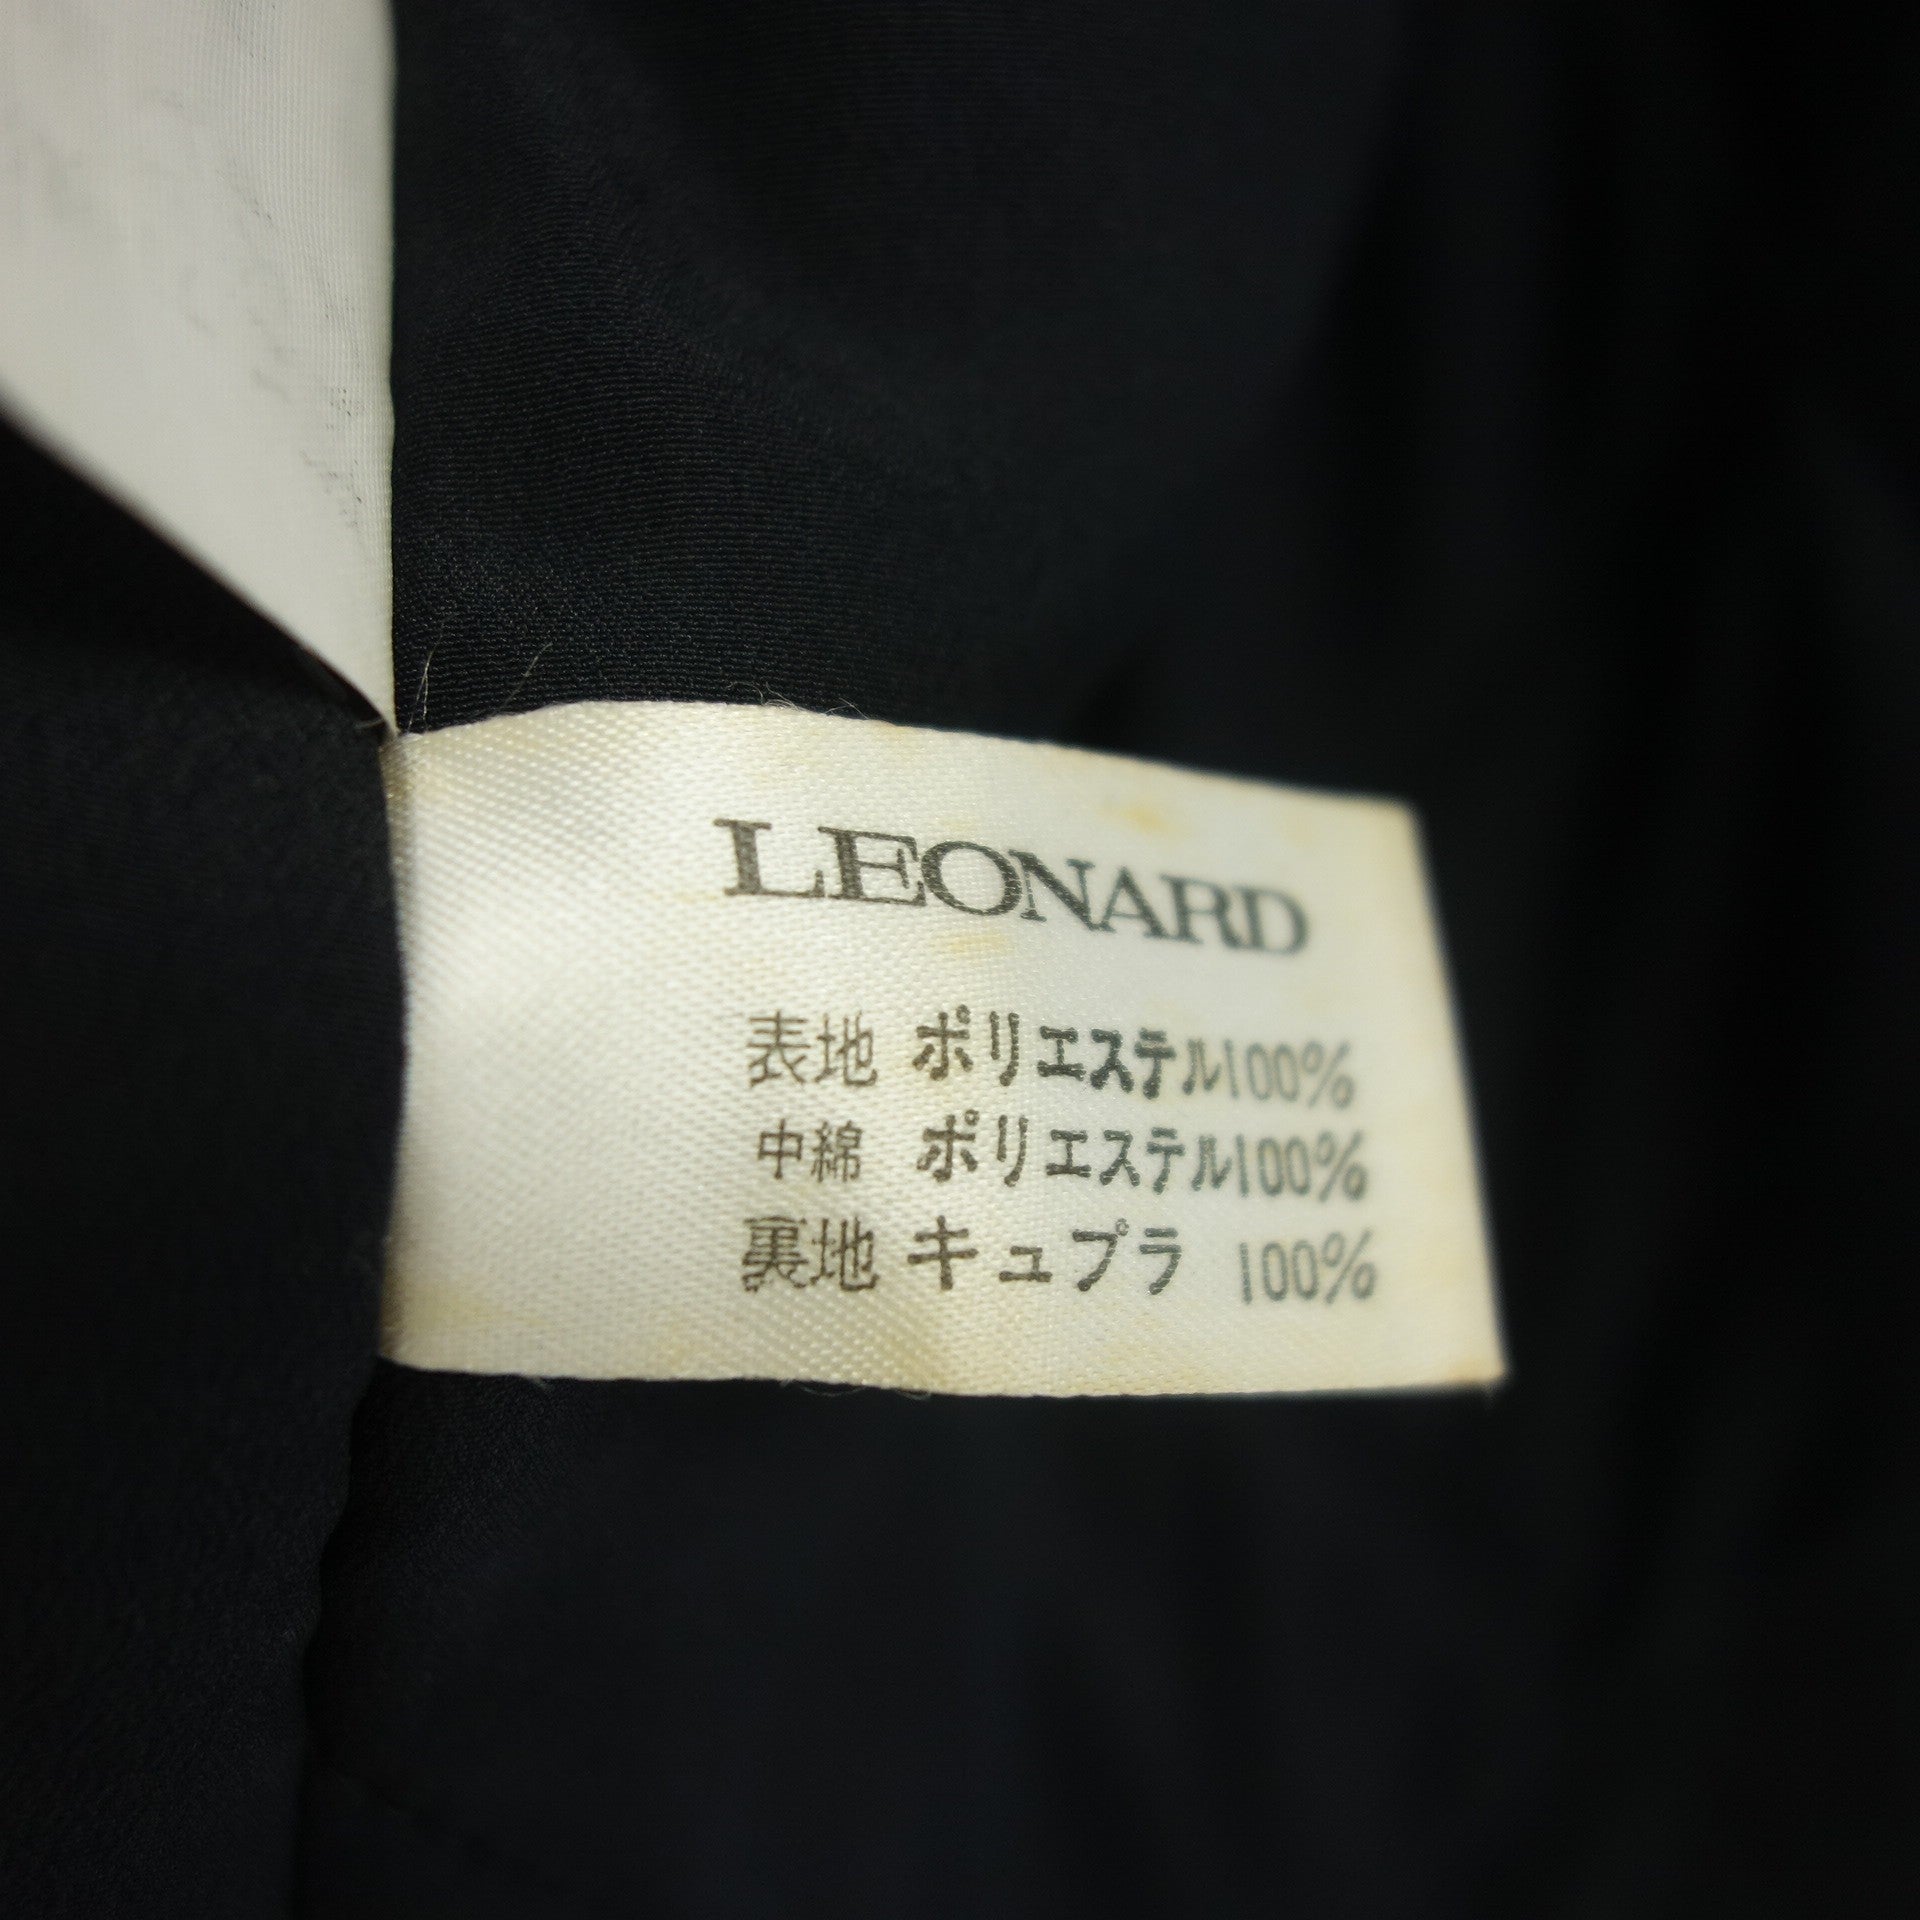 LEONARD
表地 ポリエステル100%
中綿 ポリエステル100%
裏地 キュプラ 100%